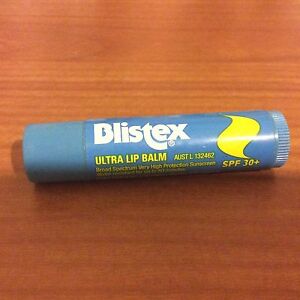 Blistex®
ULTRA LIP BALM AUST L 132462
Broad Spectrum Very High Protection Sunscreen
SPF 30+